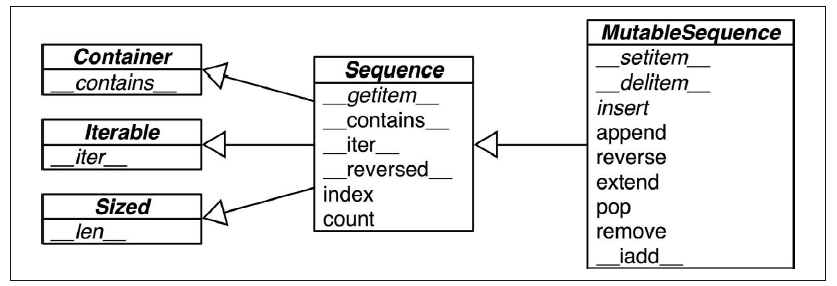 Container
__contains__
Iterable
__iter__
Sized
__len__
Sequence
__getitem__
__contains__
__iter__
__reversed__
index
count
MutableSequence
__setitem__
__delitem__
insert
append
reverse
extend
pop
remove
__iadd__